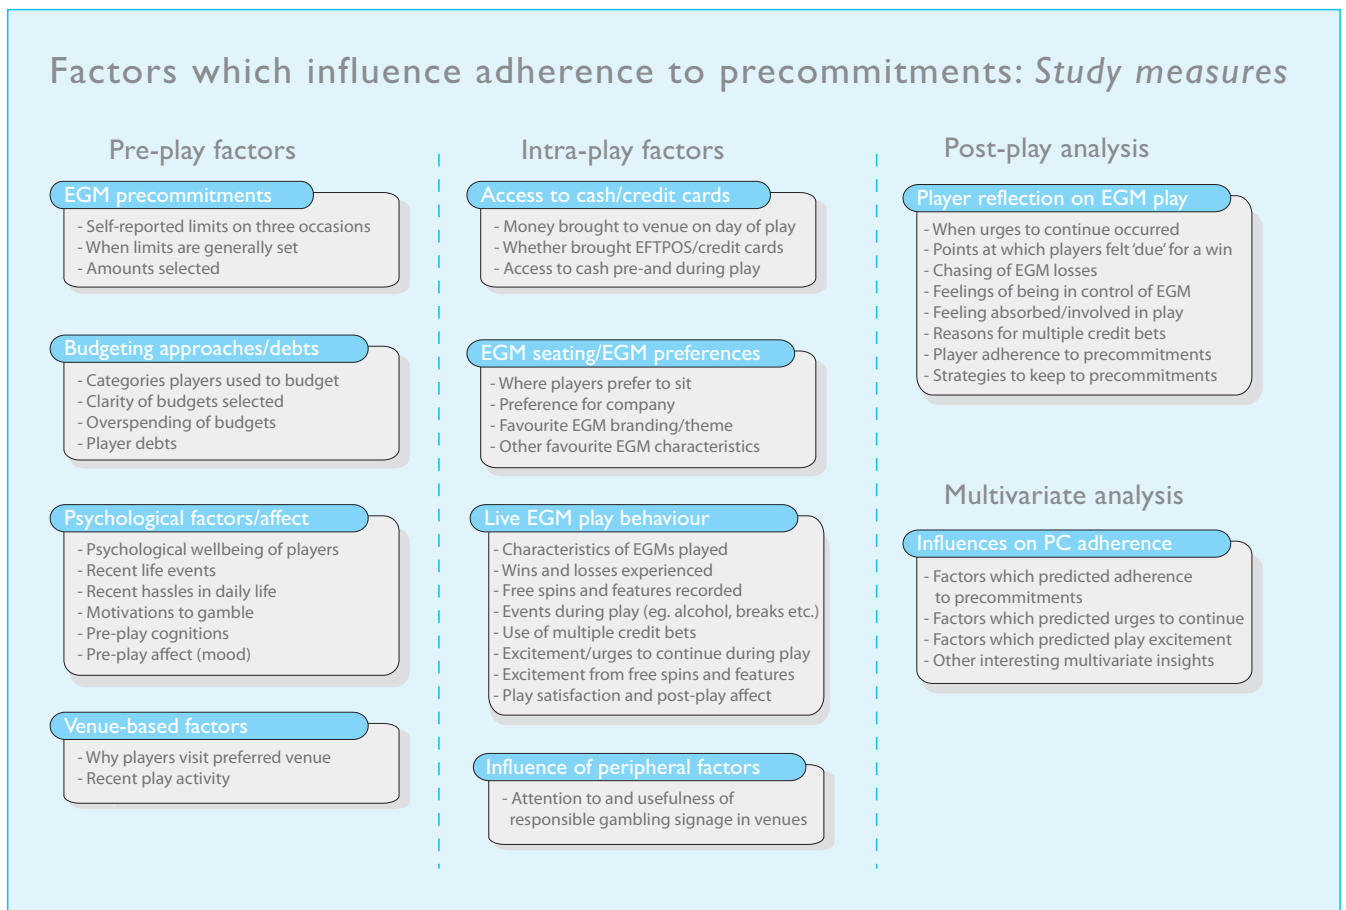 Factors which influence adherence to precommitments: Study measures
Pre-play factors
EGM precommitments
- Self-reported limits on three occasions
- When limits are generally set
- Amounts selected
Budgeting approaches/debts
- Categories players used to budget
- Clarity of budgets selected
- Overspending of budgets
- Player debts
Psychological factors/affect
- Psychological wellbeing of players
- Recent life events
- Recent hassles in daily life
- Motivations to gamble
- Pre-play cognitions
- Pre-play affect (mood)
Venue-based factors
- Why players visit preferred venue
- Recent play activity
Intra-play factors
Access to cash/credit cards
- Money brought to venue on day of play
- Whether brought EFTPOS/credit cards
- Access to cash pre-and during play
EGM seating/EGM preferences
- Where players prefer to sit
- Preference for company
- Favourite EGM branding/theme
- Other favourite EGM characteristics
Live EGM play behaviour
- Characteristics of EGMs played
- Wins and losses experienced
- Free spins and features recorded
- Events during play (eg. alcohol, breaks etc.)
- Use of multiple credit bets
- Excitement/urges to continue during play
- Excitement from free spins and features
- Play satisfaction and post-play affect
Influence of peripheral factors
- Attention to and usefulness of
responsible gambling signage in venues
Post-play analysis
Player reflection on EGM play
- When urges to continue occurred
- Points at which players felt ‘due’ for a win
- Chasing of EGM losses
- Feelings of being in control of EGM
- Feeling absorbed/involved in play
- Reasons for multiple credit bets
- Player adherence to precommitments
- Strategies to keep to precommitments
Multivariate analysis
Influences on PC adherence
- Factors which predicted adherence
to precommitments
- Factors which predicted urges to continue
- Factors which predicted play excitement
- Other interesting multivariate insights